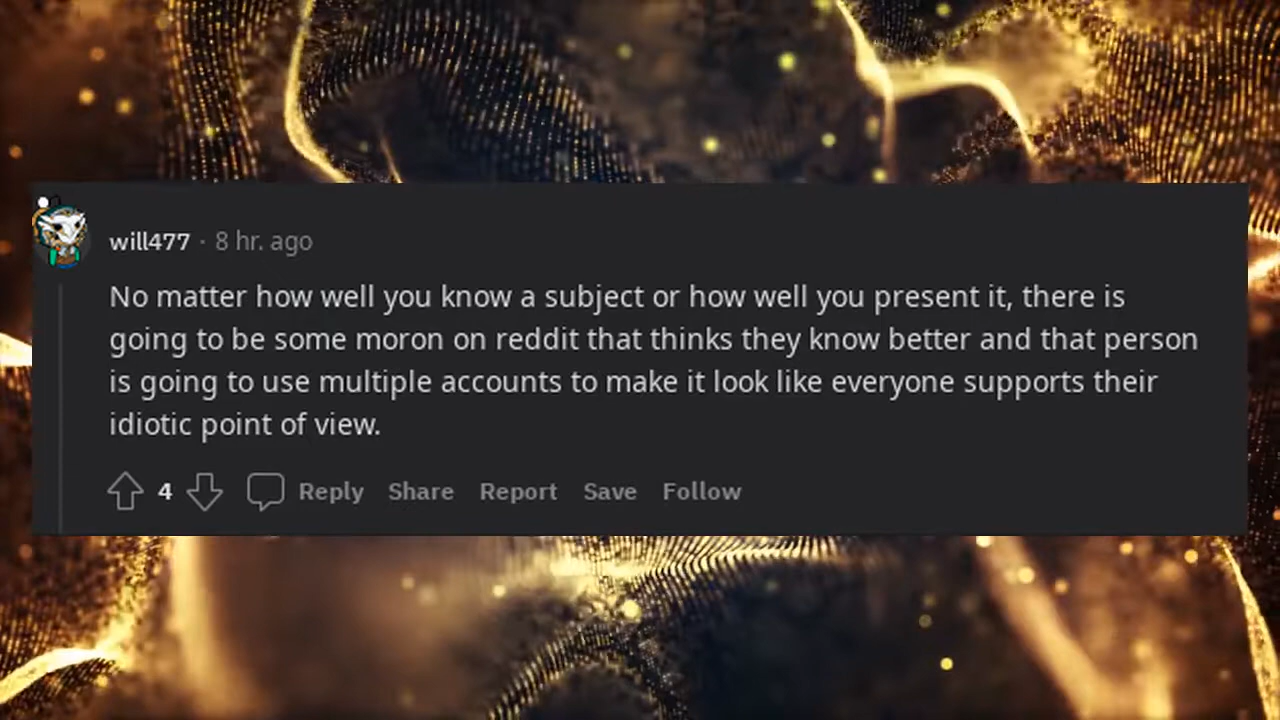 will477 · 8 hr. ago
No matter how well you know a subject or how well you present it, there is
going to be some moron on reddit that thinks they know better and that person
is going to use multiple accounts to make it look like everyone supports their
idiotic point of view.
4 Reply Share Report Save Follow